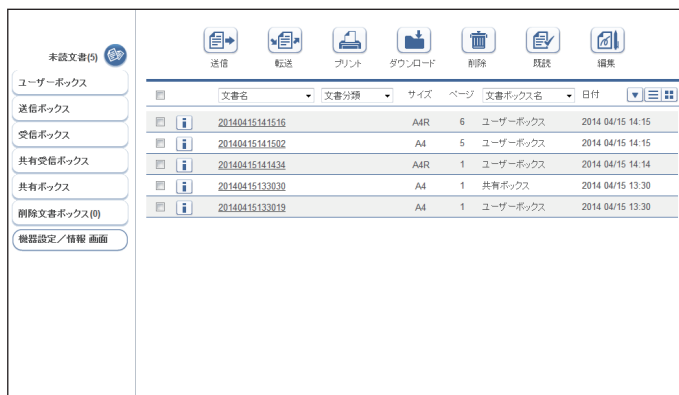 未読文書(5)
ユーザーボックス
送信ボックス
受信ボックス
共有受信ボックス
共有ボックス
削除文書ボックス(0)
機器設定／情報 画面
送信 転送 プリント ダウンロード 削除 既読 編集
文書名 文書分類 サイズ ページ 文書ボックス名 日付
20140415141516 A4R 6 ユーザーボックス 2014 04/15 14:15
20140415141502 A4 5 ユーザーボックス 2014 04/15 14:15
20140415141434 A4R 1 ユーザーボックス 2014 04/15 14:14
20140415133030 A4 1 共有ボックス 2014 04/15 13:30
20140415133019 A4 1 ユーザーボックス 2014 04/15 13:30